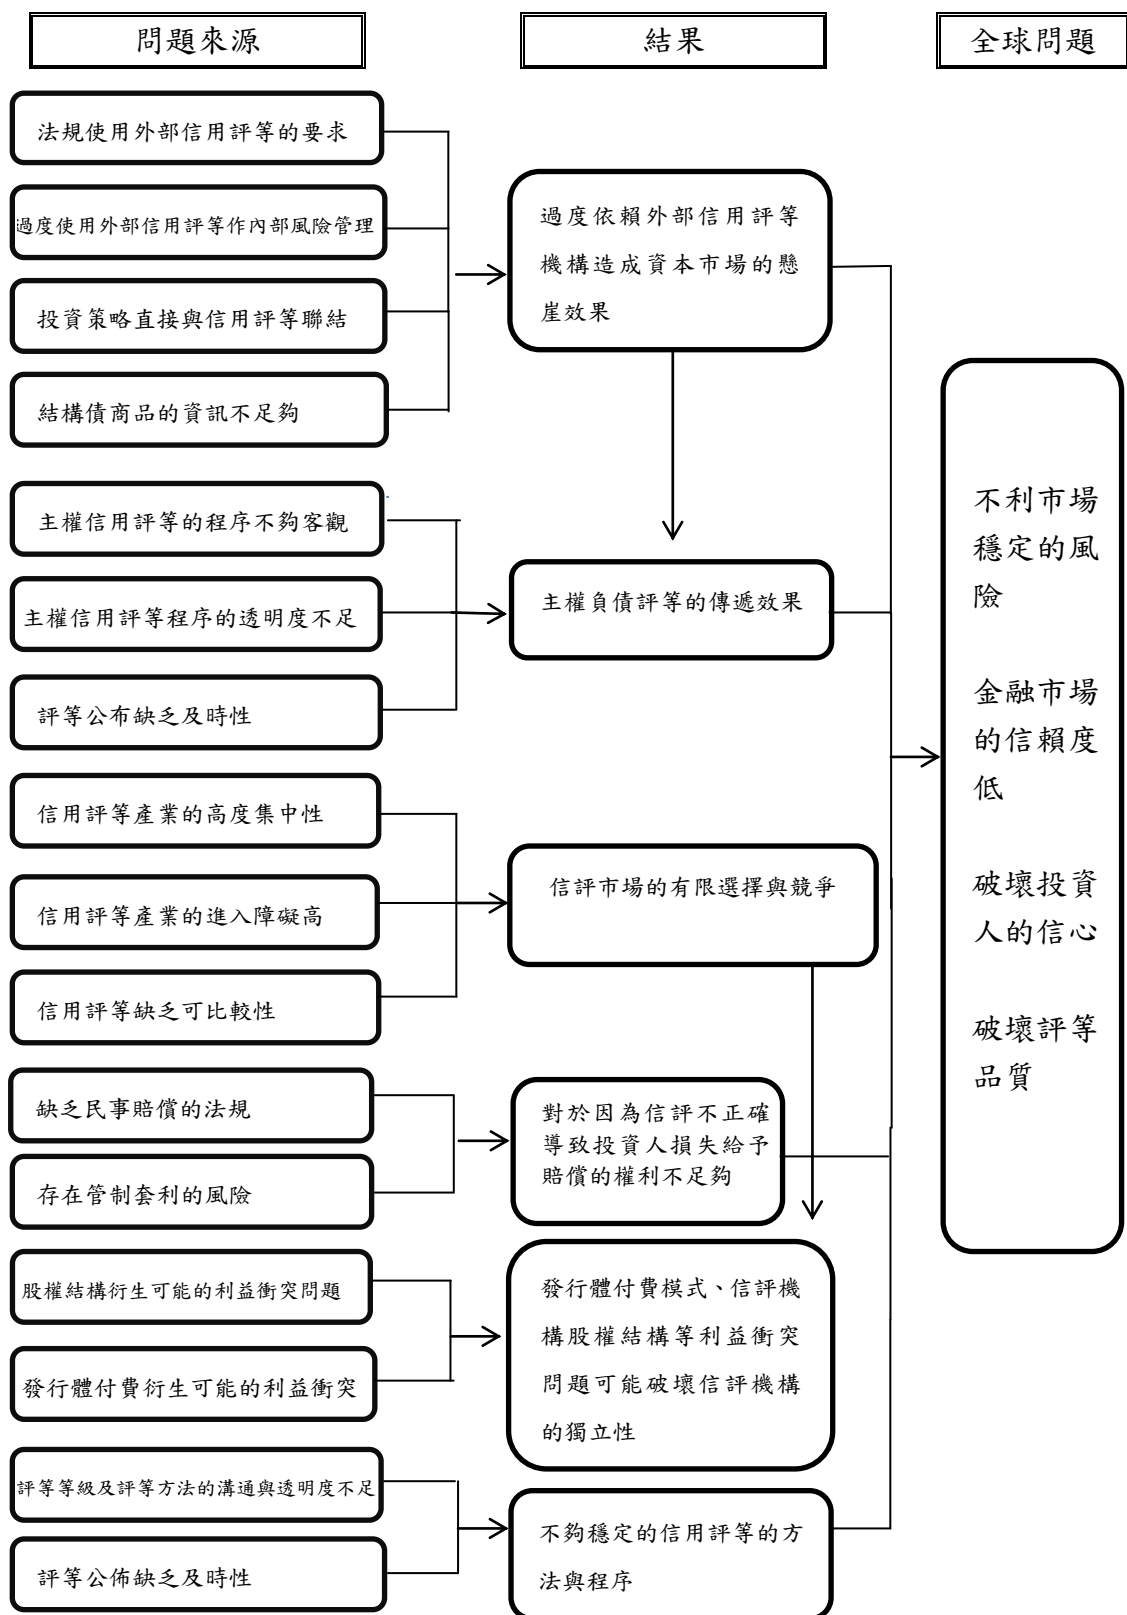 問題來源
結果
全球問題
法規使用外部信用評等的要求
過度使用外部信用評等作內部風險管理
投資策略直接與信用評等聯結
結構債商品的資訊不足夠
過度依賴外部信用評等
機構造成資本市場的懸
崖效果
主權信用評等的程序不夠客觀
主權信用評等程序的透明度不足
評等公布缺乏及時性
主權負債評等的傳遞效果
信用評等產業的高度集中性
信用評等產業的進入障礙高
信用評等缺乏可比較性
信評市場的有限選擇與競爭
缺乏民事賠償的法規
存在管制套利的風險
對於因為信評不正確
導致投資人損失給予
賠償的權利不足夠
股權結構衍生可能的利益衝突問題
發行體付費衍生可能的利益衝突
發行體付費模式、信評機
構股權結構等利益衝突
問題可能破壞信評機構
的獨立性
評等等級及評等方法的溝通與透明度不足
評等公佈缺乏及時性
不夠穩定的信用評等的方
法與程序
不利市場
穩定的風
險
金融市場
的信賴度
低
破壞投資
人的信心
破壞評等
品質